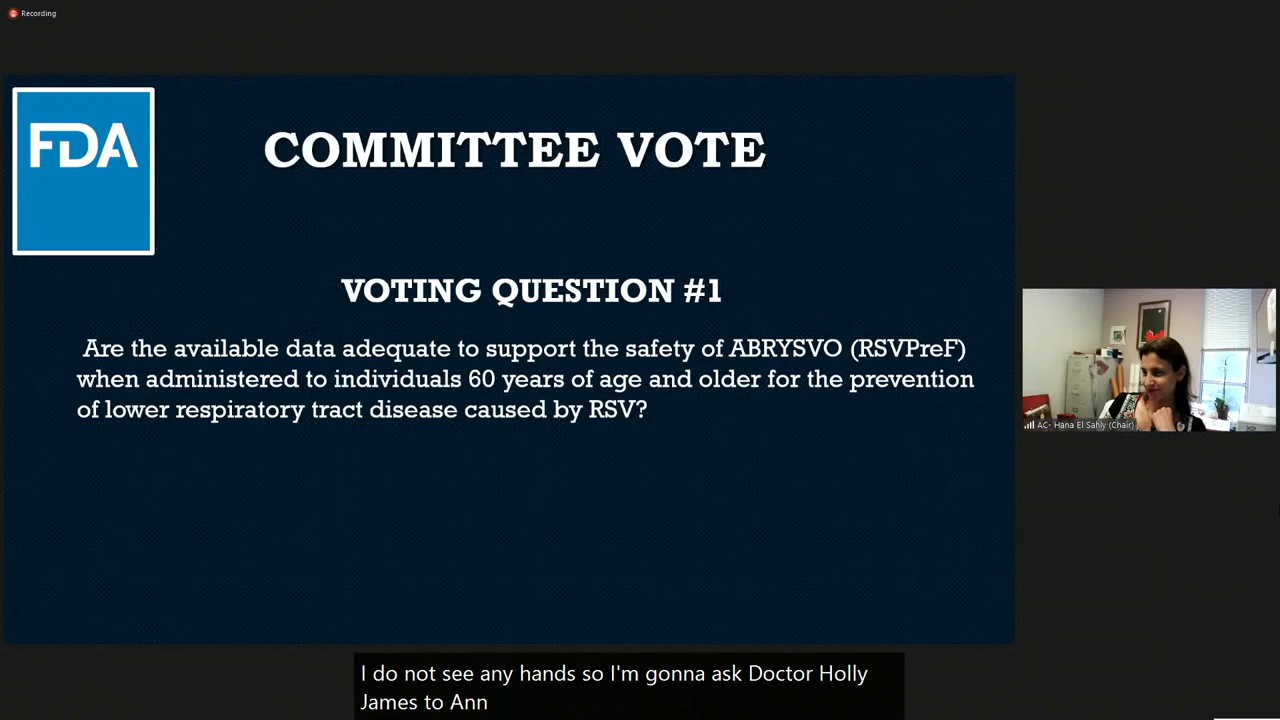 Recording
FDA
COMMITTEE VOTE
VOTING QUESTION #1
Are the available data adequate to support the safety of ABRYSVO (RSVPreF)
when administered to individuals 60 years of age and older for the prevention
of lower respiratory tract disease caused by RSV?
AC- Hana El Sahly (Chair)
I do not see any hands so I'm gonna ask Doctor Holly
James to Ann